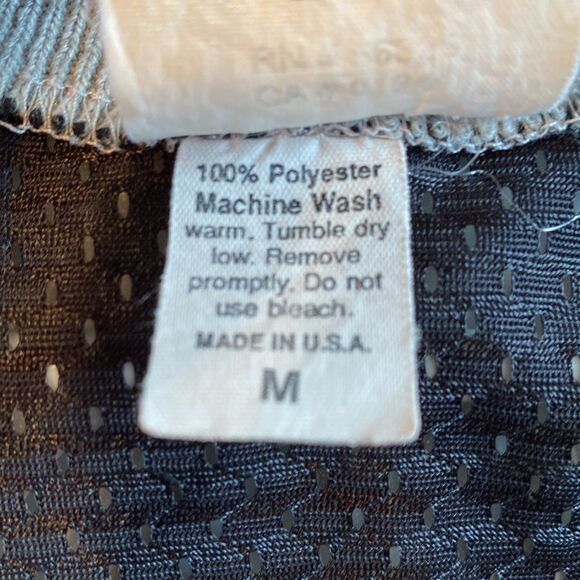 100% Polyester
Machine Wash
warm. Tumble dry
low. Remove
promptly. Do not
use bleach.
MADE IN U.S.A.
M